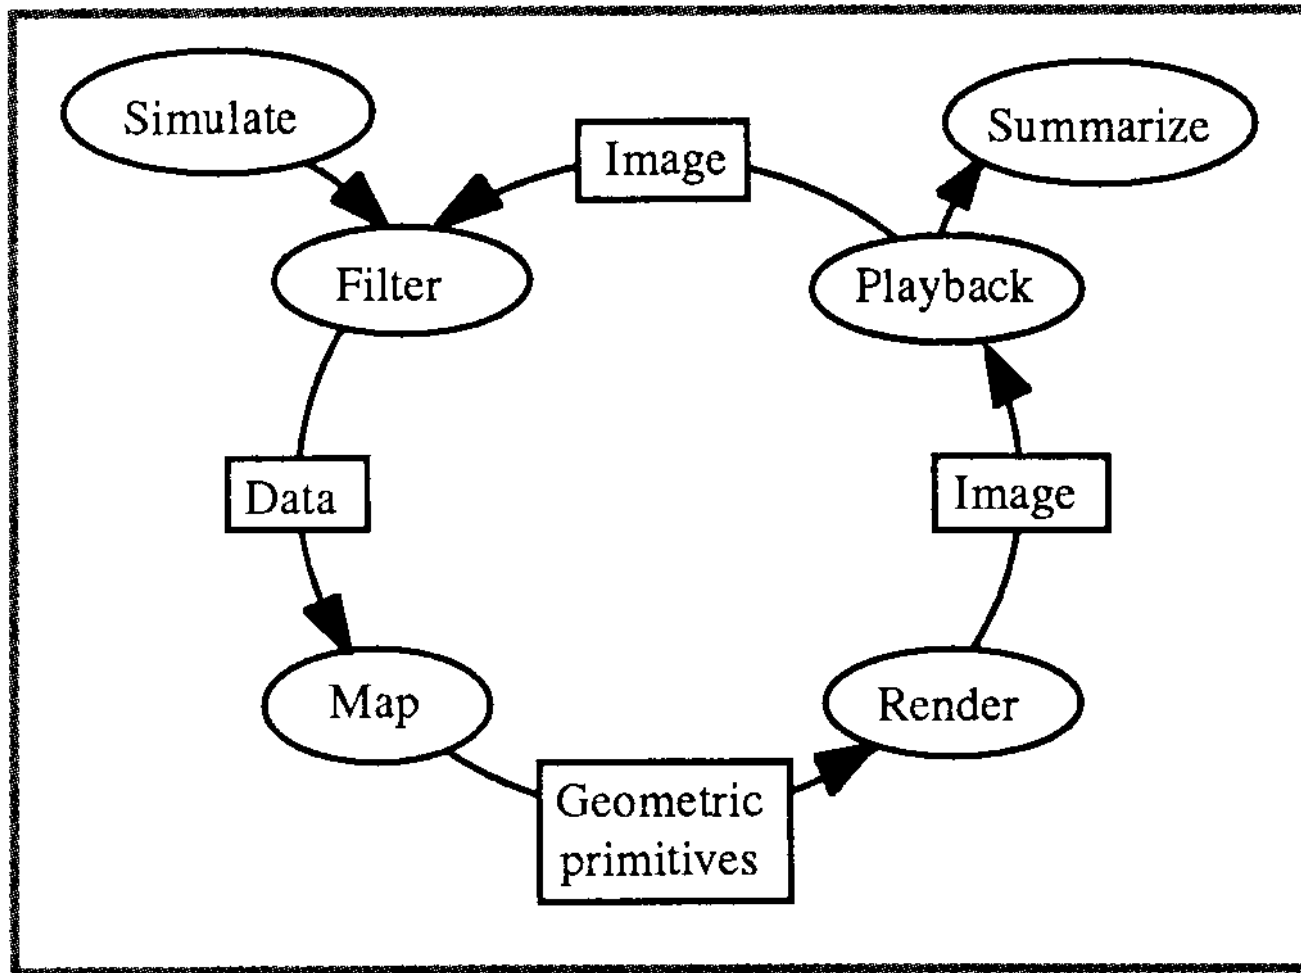 Simulate
Image
Summarize
Filter
Playback
Data
Image
Map
Render
Geometric
primitives